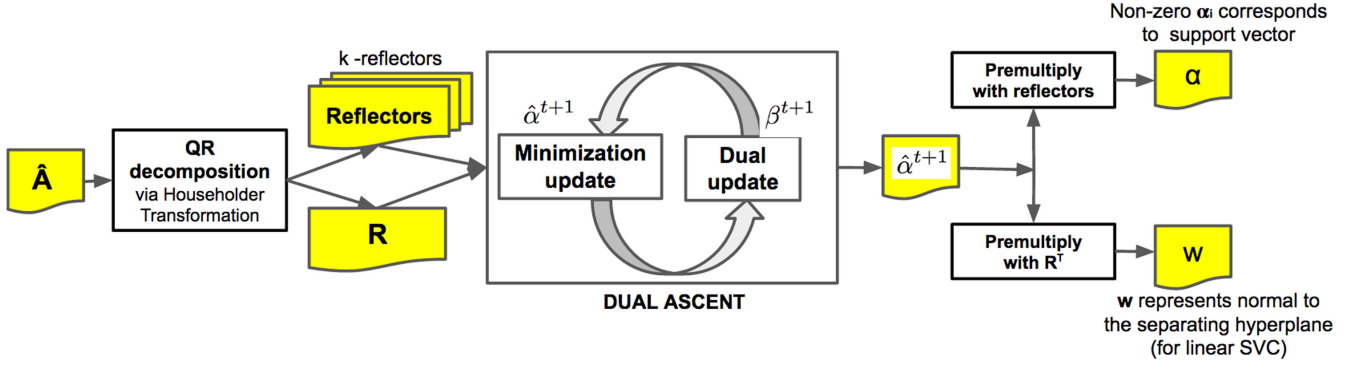 Â
QR
decomposition
via Householder
Transformation
k -reflectors
Reflectors
R
α̂ᵗ⁺¹
βᵗ⁺¹
Minimization
update
Dual
update
DUAL ASCENT
α̂ᵗ⁺¹
Non-zero αᵢ corresponds
to support vector
Premultiply
with reflectors
α
Premultiply
with Rᵀ
w
w represents normal to
the separating hyperplane
(for linear SVC)